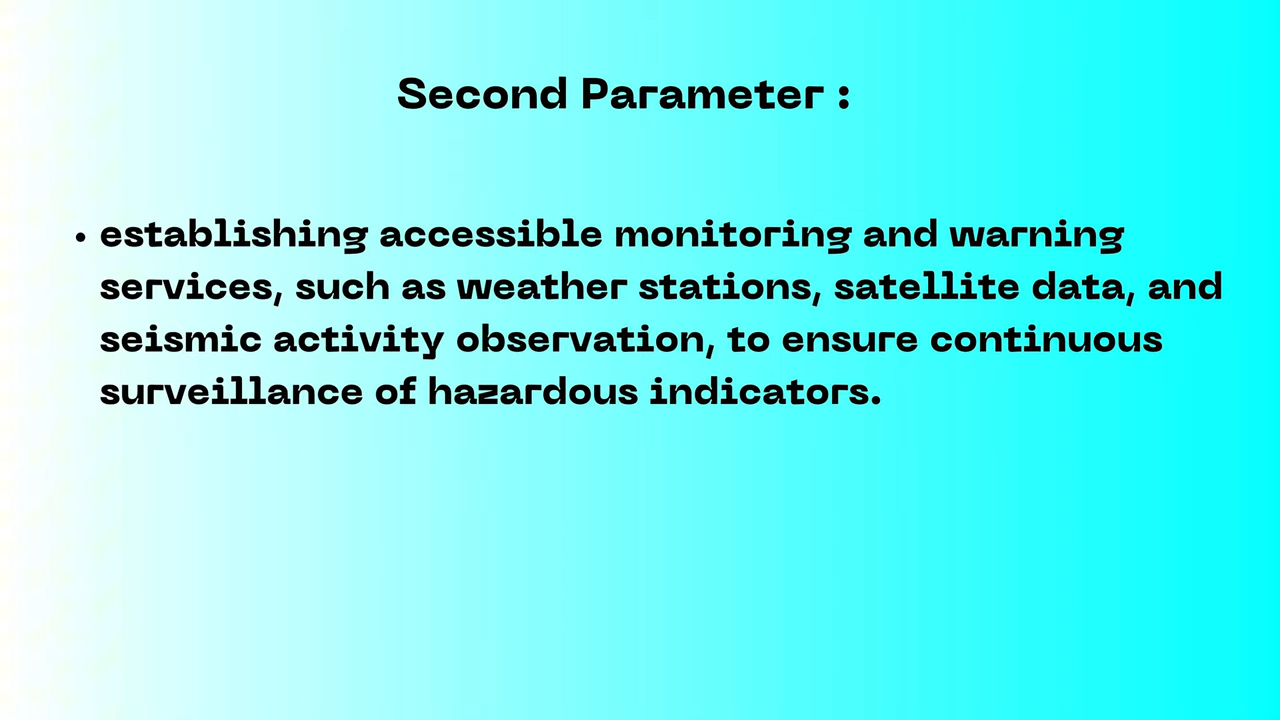 Second Parameter :
• establishing accessible monitoring and warning
services, such as weather stations, satellite data, and
seismic activity observation, to ensure continuous
surveillance of hazardous indicators.